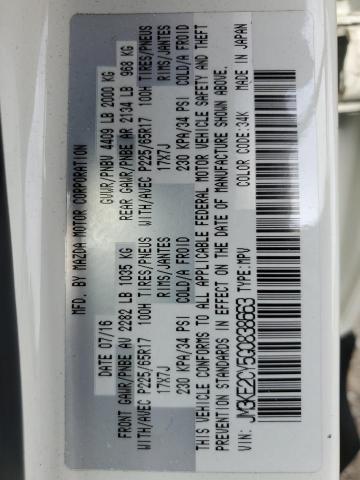 MFD. BY MAZDA MOTOR CORPORATION
DATE 07/16 GVWR/PNBV 4409 LB 2000 KG
FRONT GAWR/PNBE AV 2282 LB 1035 KG REAR GAWR/PNBE AR 2134 LB 968 KG
WITH/AVEC P225/65R17 100H TIRES/PNEUS WITH/AVEC P225/65R17 100H TIRES/PNEUS
17X7J RIMS/JANTES 17X7J RIMS/JANTES
230 KPA/34 PSI COLD/A FROID 230 KPA/34 PSI COLD/A FROID
THIS VEHICLE CONFORMS TO ALL APPLICABLE FEDERAL MOTOR VEHICLE SAFETY AND THEFT
PREVENTION STANDARDS IN EFFECT ON THE DATE OF MANUFACTURE SHOWN ABOVE.
VIN: JM3KE2CY5G0838663 TYPE:MPV COLOR CODE:34K MADE IN JAPAN